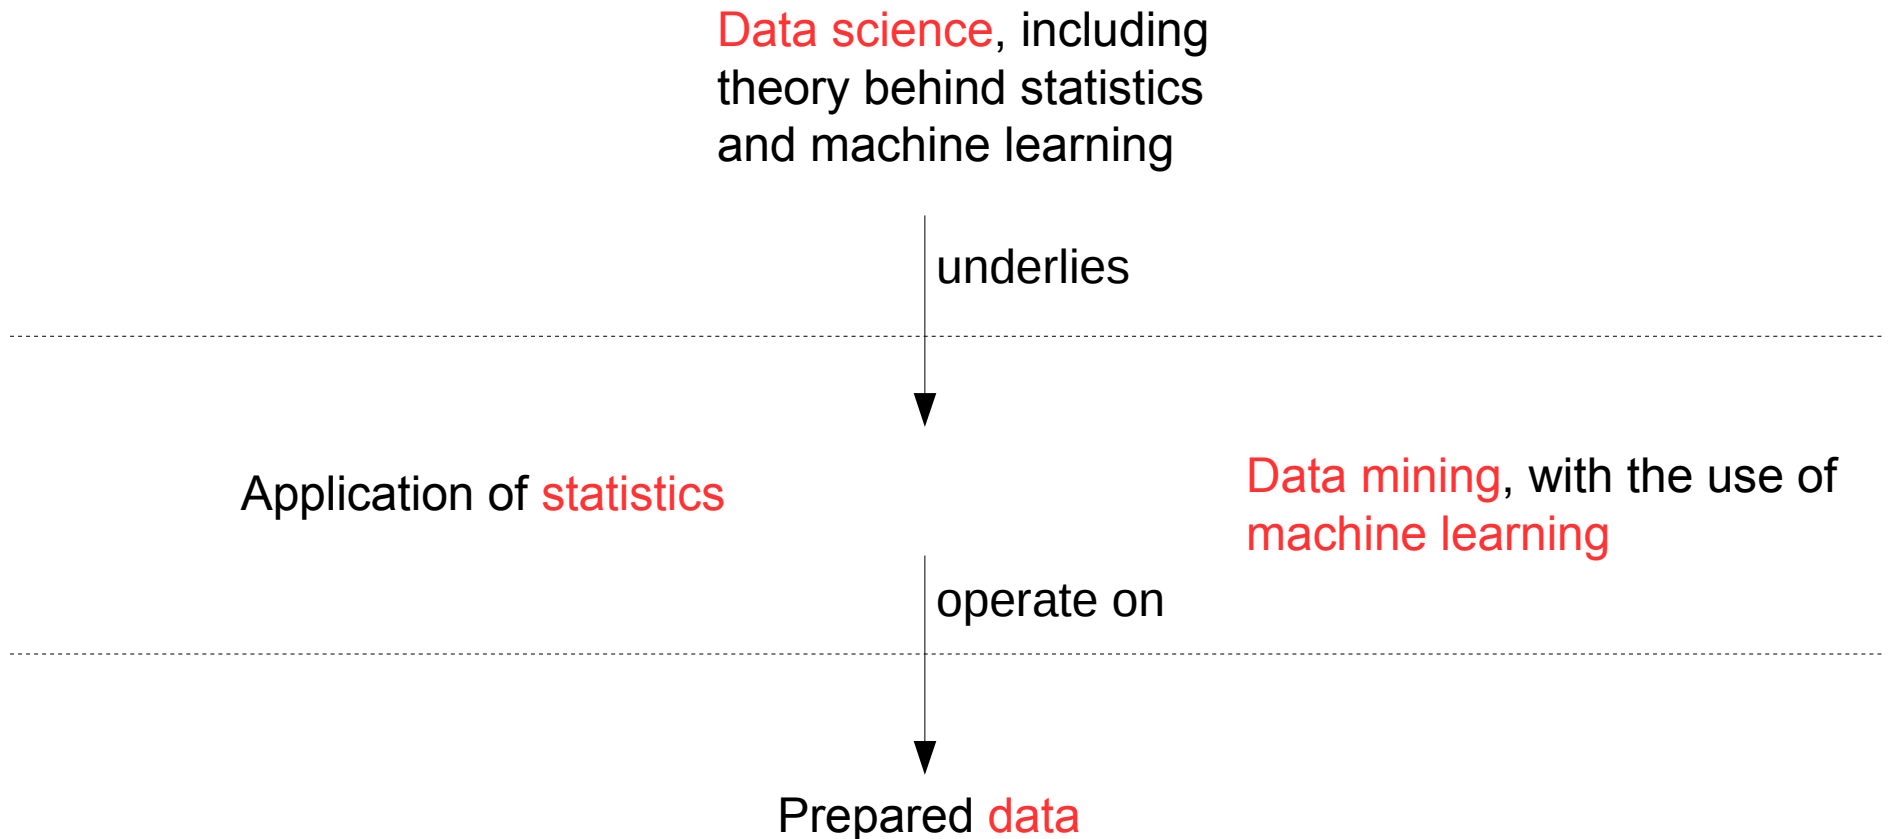 Data science, including
theory behind statistics
and machine learning
underlies
Application of statistics
Data mining, with the use of
machine learning
operate on
Prepared data